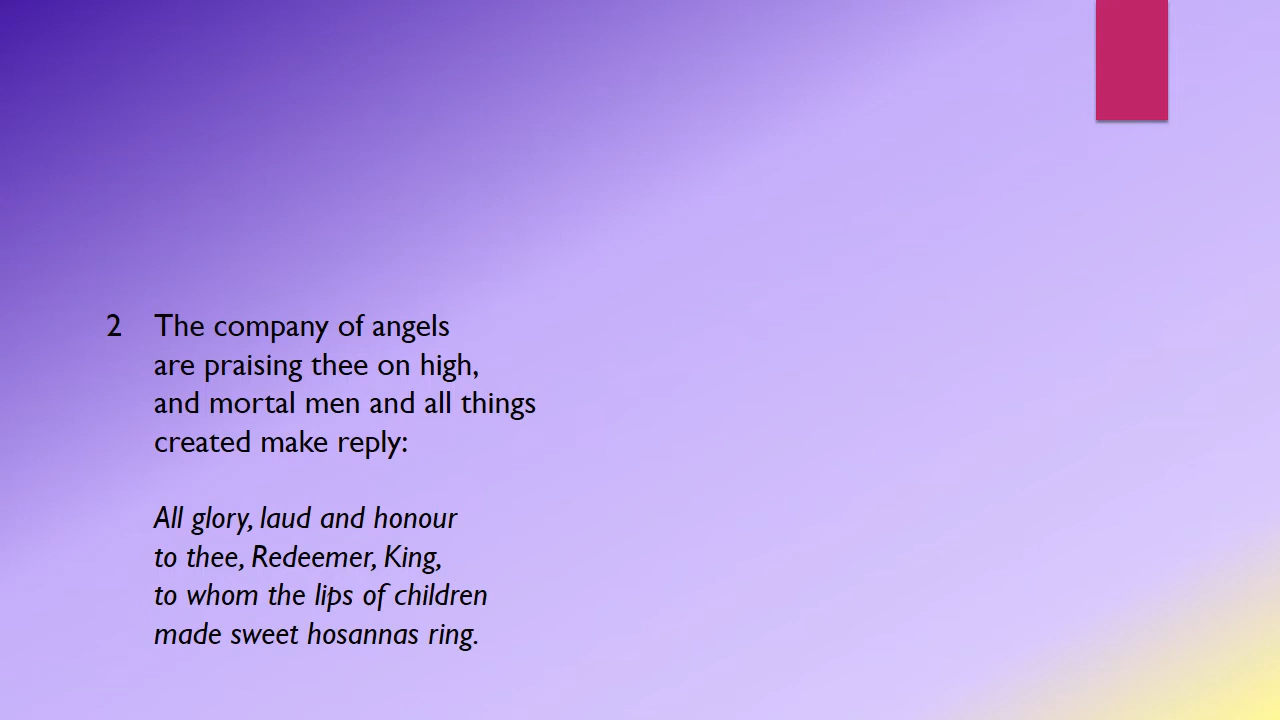 2 The company of angels
are praising thee on high,
and mortal men and all things
created make reply:
All glory, laud and honour
to thee, Redeemer, King,
to whom the lips of children
made sweet hosannas ring.